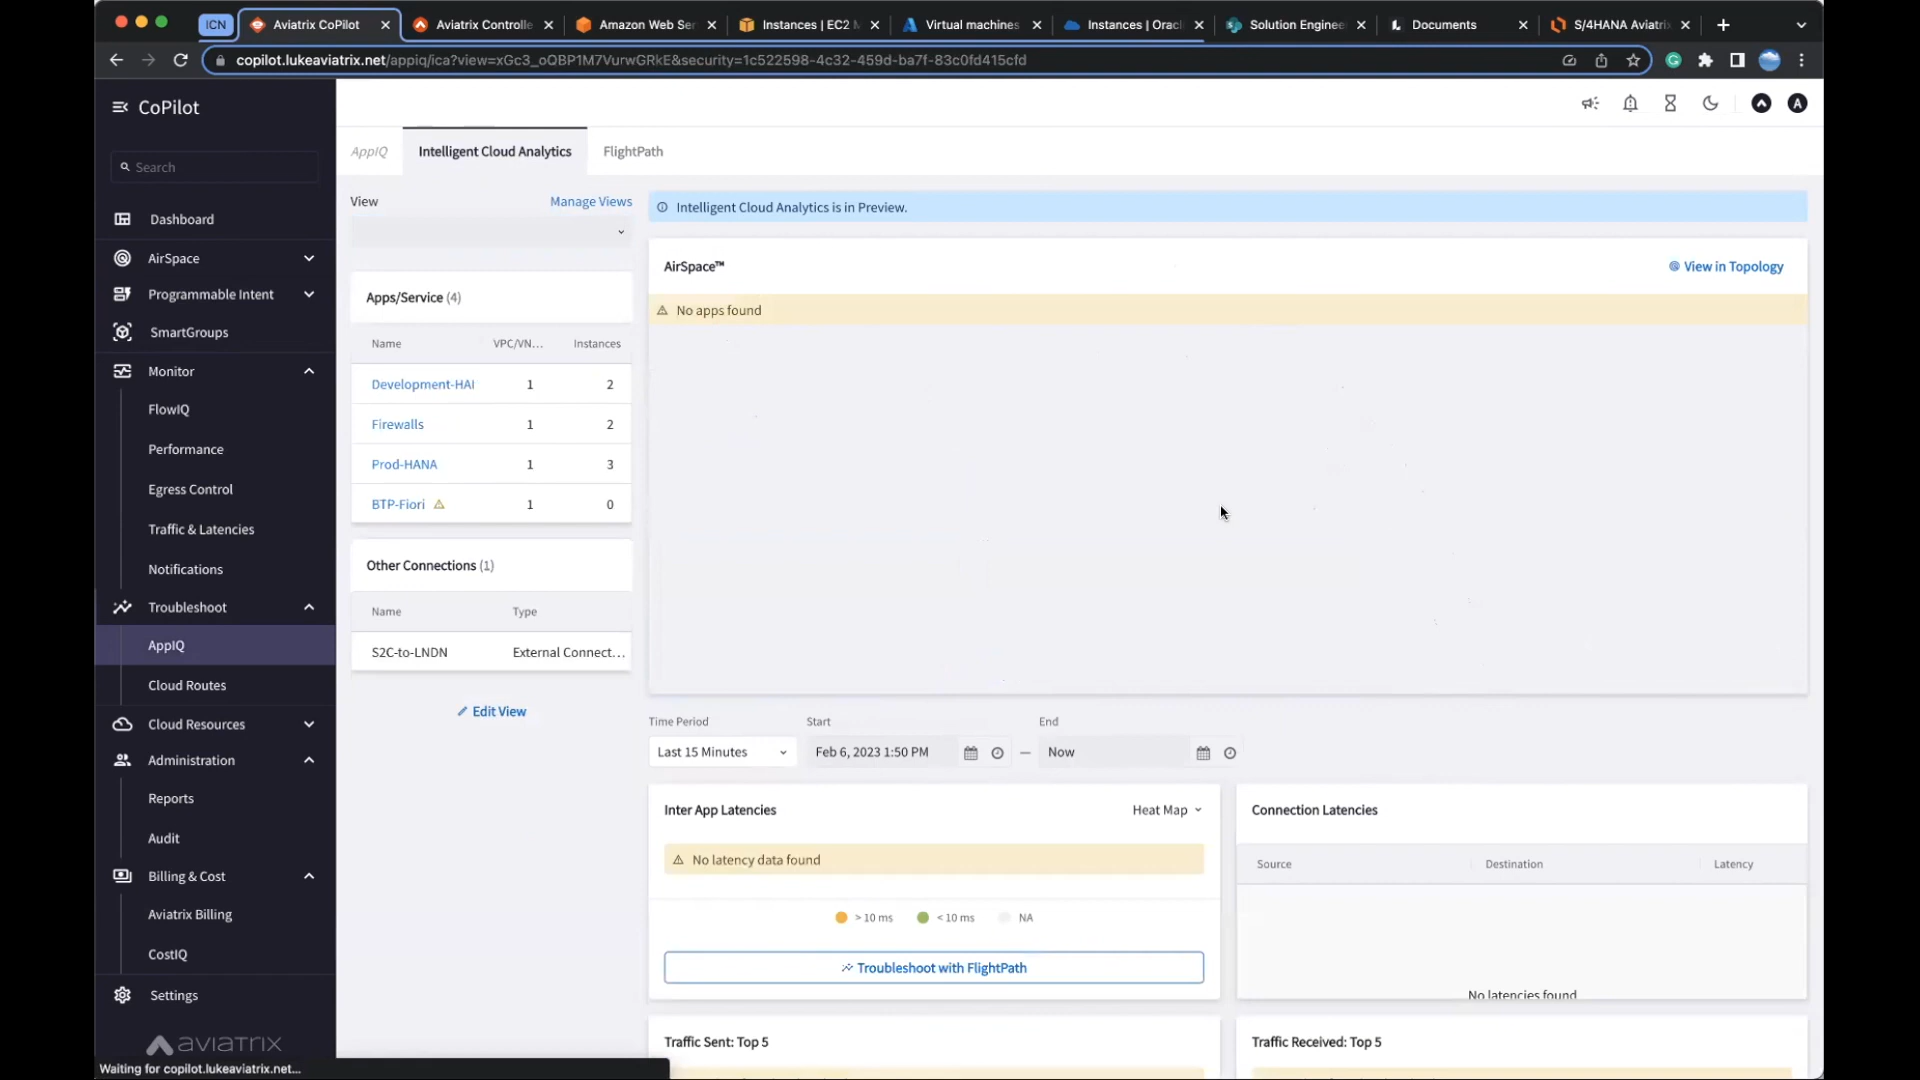 ICN
Aviatrix CoPilot
Aviatrix Controlle
Amazon Web Ser
Instances | EC2 M
Virtual machines
Instances | Oracl
Solution Enginee
Documents
S/4HANA Aviatrix
copilot.lukeaviatrix.net/appiq/ica?view=xGc3_oQBP1M7VurwGRkE&security=1c522598-4c32-459d-ba7f-83c0fd415cfd
CoPilot
A
Search
AppIQ
Intelligent Cloud Analytics
FlightPath
Dashboard
AirSpace
Programmable Intent
SmartGroups
Monitor
FlowIQ
Performance
Egress Control
Traffic & Latencies
Notifications
Troubleshoot
AppIQ
Cloud Routes
Cloud Resources
Administration
Reports
Audit
Billing & Cost
Aviatrix Billing
CostIQ
Settings
aviatrix
Waiting for copilot.lukeaviatrix.net...
View
Manage Views
Apps/Service (4)
Name VPC/VN... Instances
Development-HAI 1 2
Firewalls 1 2
Prod-HANA 1 3
BTP-Fiori 1 0
Other Connections (1)
Name Type
S2C-to-LNDN External Connect...
Edit View
Intelligent Cloud Analytics is in Preview.
AirSpace™
View in Topology
No apps found
Time Period Start End
Last 15 Minutes Feb 6, 2023 1:50 PM — Now
Inter App Latencies Heat Map
No latency data found
> 10 ms < 10 ms NA
Troubleshoot with FlightPath
Connection Latencies
Source Destination Latency
No latencies found
Traffic Sent: Top 5
Traffic Received: Top 5